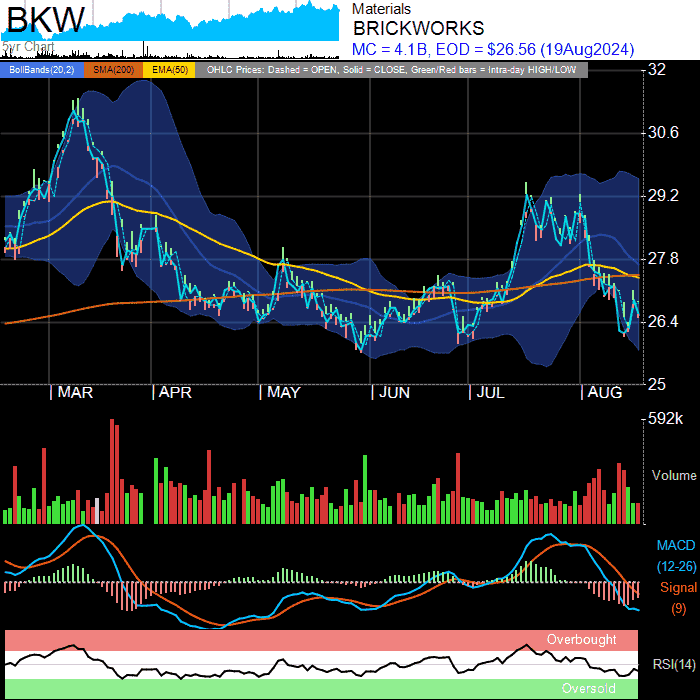 BKW
5yr Chart
Materials
BRICKWORKS
MC = 4.1B, EOD = $26.56 (19Aug2024)
BollBands(20,2) SMA(200) EMA(50) OHLC Prices: Dashed = OPEN, Solid = CLOSE, Green/Red bars = Intra-day HIGH/LOW
32
30.6
29.2
27.8
26.4
25
MAR APR MAY JUN JUL AUG
592k
Volume
MACD
(12-26)
Signal
(9)
Overbought
RSI(14)
Oversold